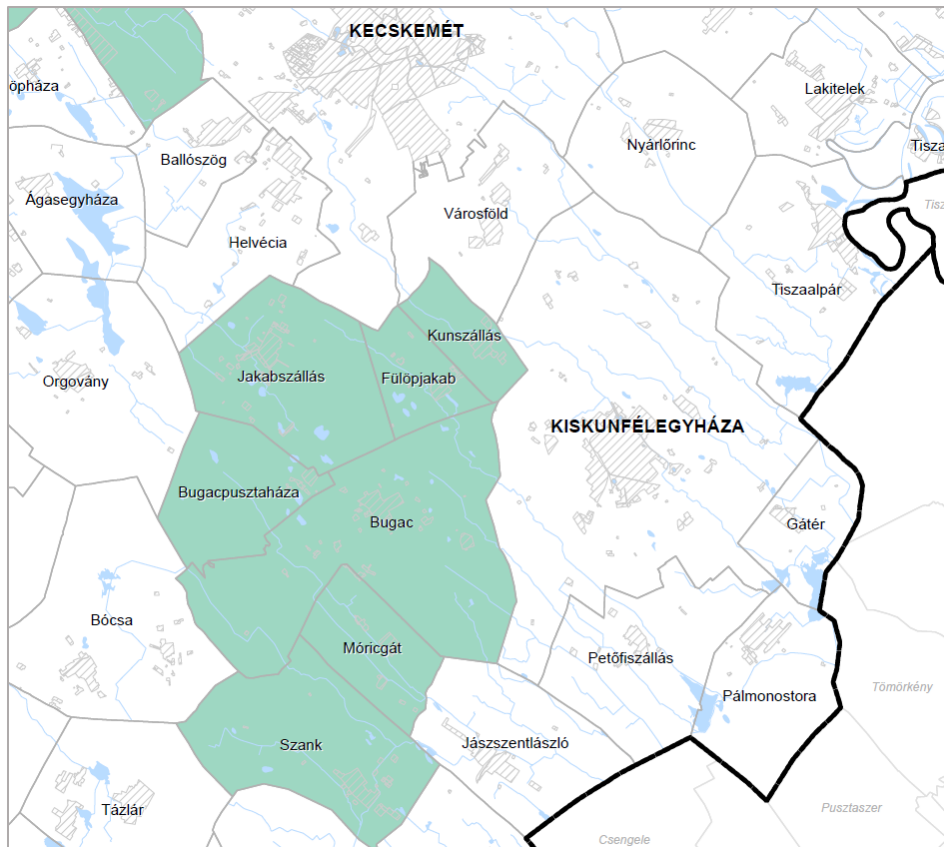 KECSKEMÉT
öpháza
Lakitelek
Nyárlőrinc
Tisza
Ballószög
Ágasegyháza
Tisz
Városföld
Helvécia
Tiszaalpár
Kunszállás
Jakabszállás
Fülöpjakab
Orgovány
KISKUNFÉLEGYHÁZA
Bugacpusztaháza
Bugac
Gátér
Bócsa
Móricgát
Petőfiszállás
Tömörkény
Pálmonostora
Szank
Jászszentlászló
Tázlár
Pusztaszer
Csengele